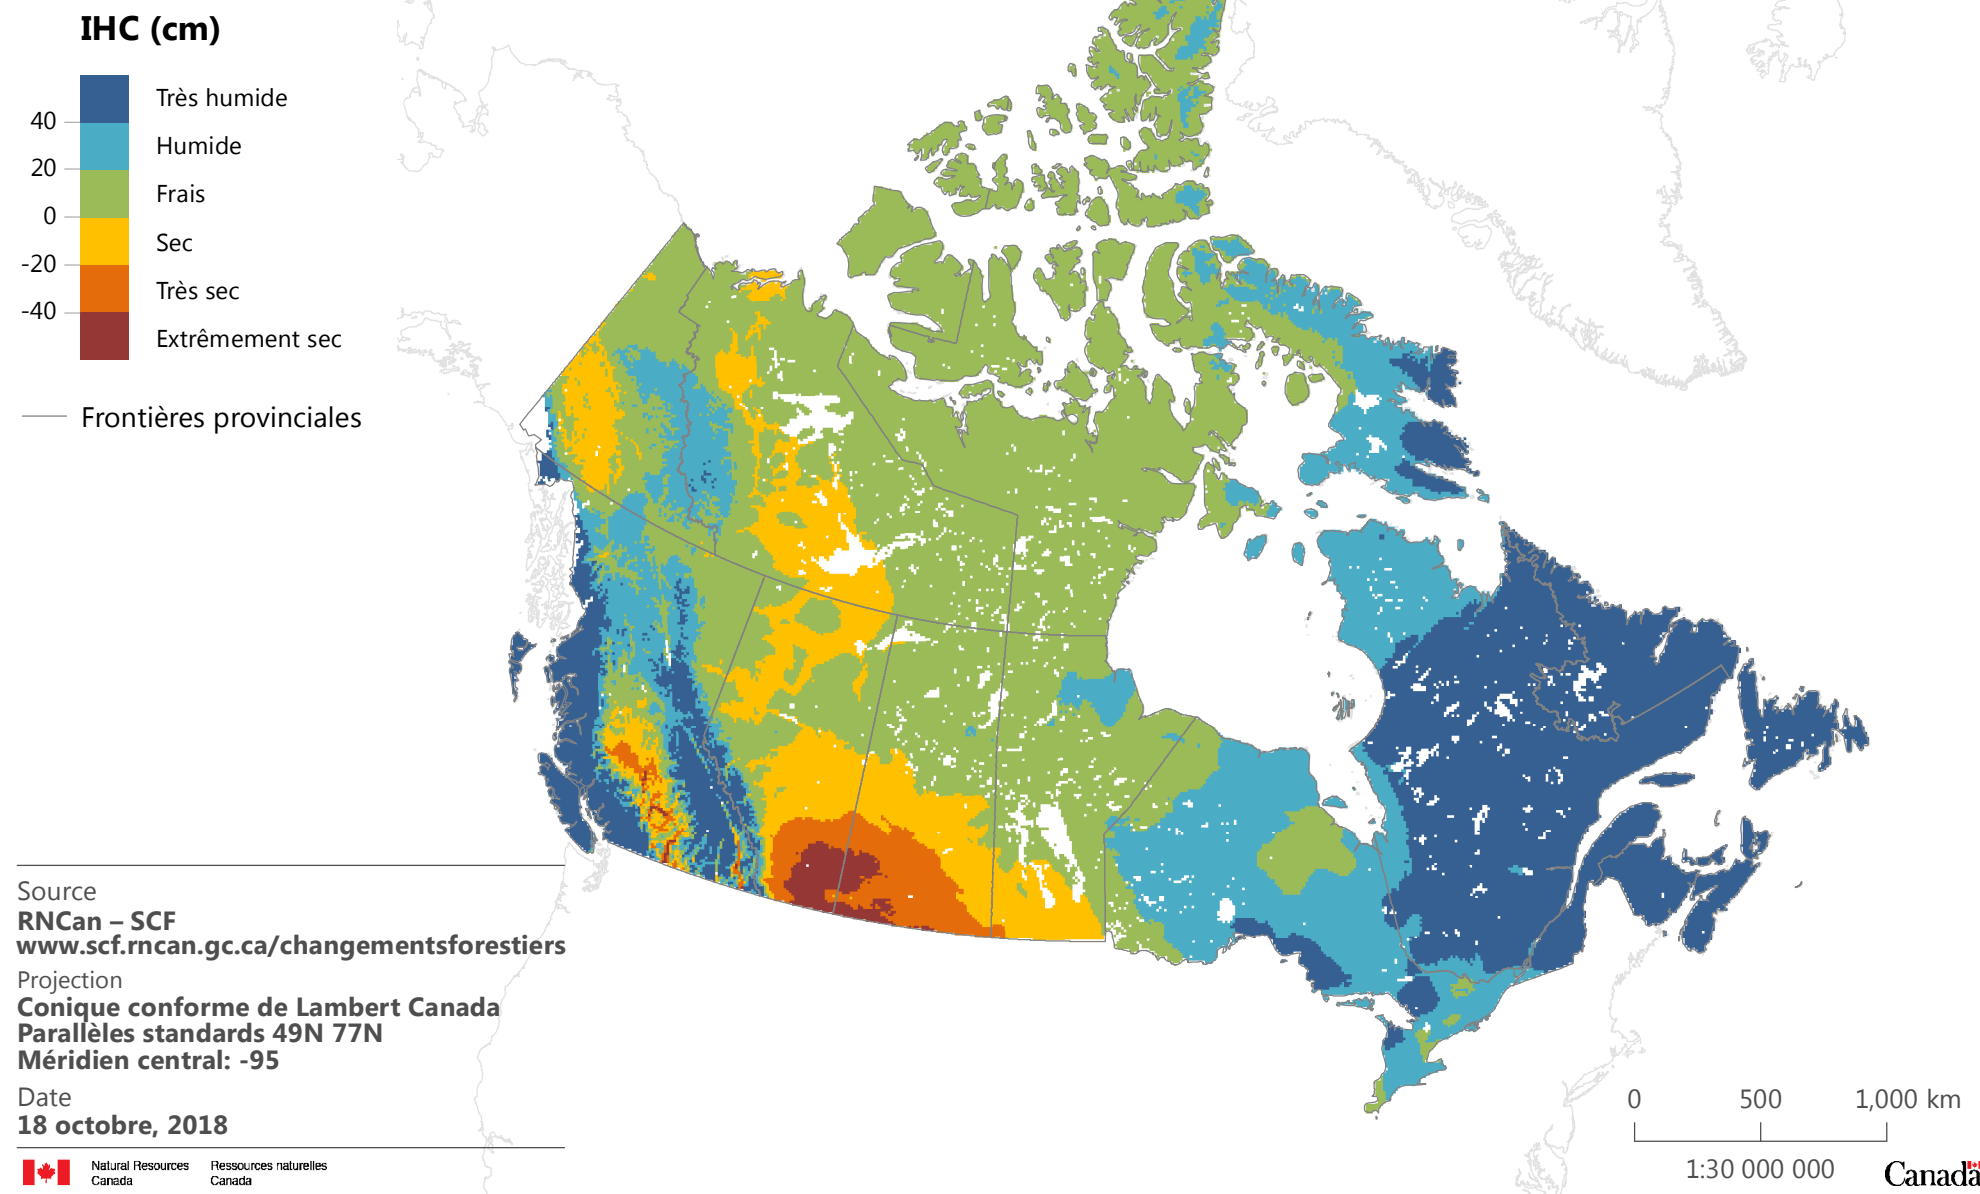 IHC (cm)
Très humide
40
Humide
20
Frais
0
Sec
-20
Très sec
-40
Extrêmement sec
Frontières provinciales
Source
RNCan – SCF
www.scf.rncan.gc.ca/changementsforestiers
Projection
Conique conforme de Lambert Canada
Parallèles standards 49N 77N
Méridien central: -95
Date
18 octobre, 2018
Natural Resources Canada
Ressources naturelles Canada
0 500 1,000 km
1:30 000 000
Canada